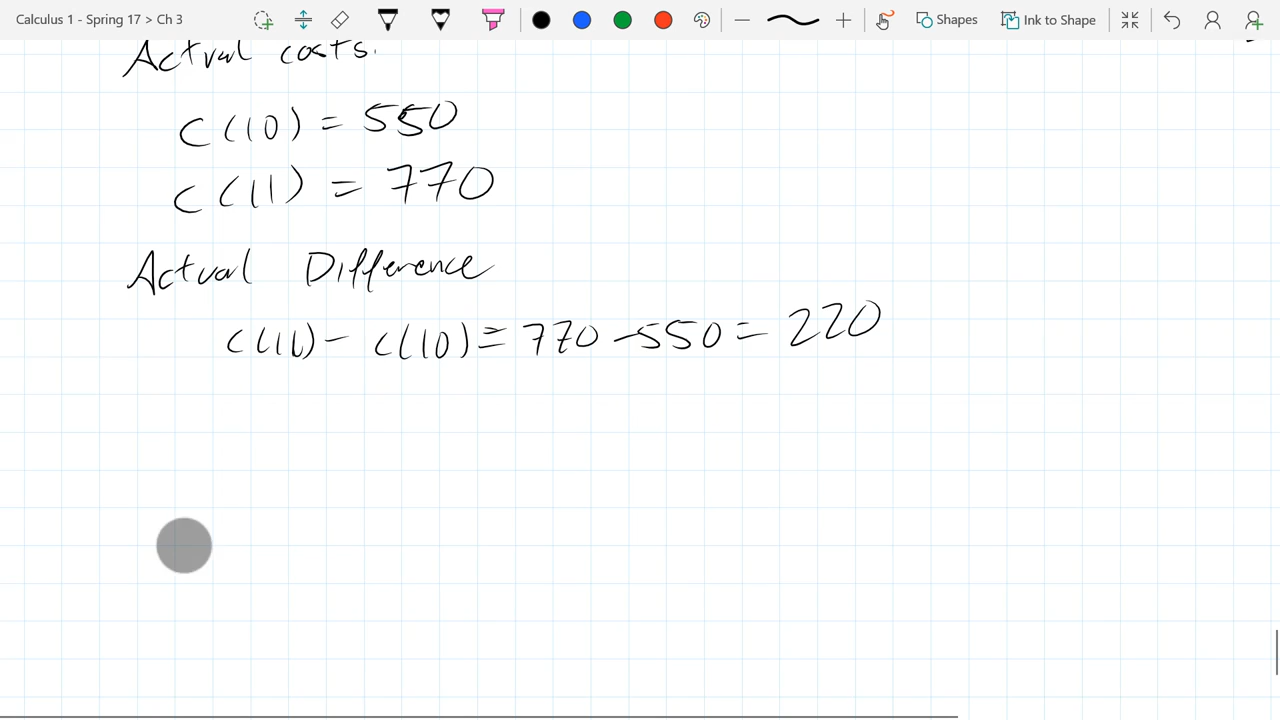 Calculus 1 - Spring 17 > Ch 3
Shapes
Ink to Shape
Actual costs.
C(10) = 550
C(11) = 770
Actual Difference
C(11) - C(10) = 770 - 550 = 220